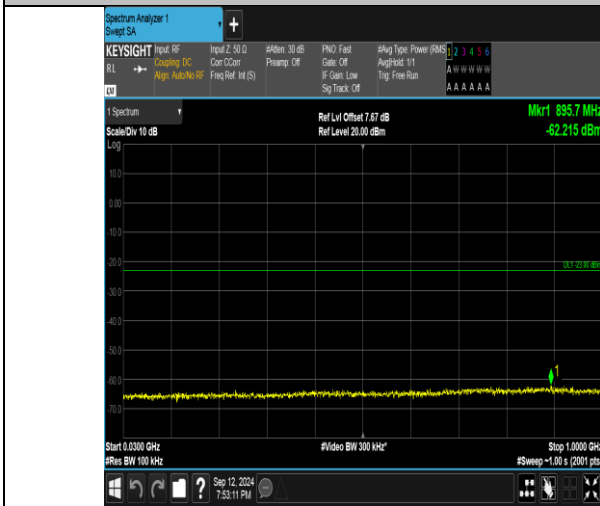 Spectrum Analyzer 1
Swept SA
+
KEYSIGHT Input: RF Input Z: 50 Ω #Atten: 30 dB PNO: Fast #Avg Type: Power (RMS 1 2 3 4 5 6
RL Coupling: DC Corr CCorr Preamp: Off Gate: Off Avg|Hold: 1/1 A W W W W W
Align: Auto/No RF Freq Ref: Int (S) IF Gain: Low Trig: Free Run
Sig Track: Off A A A A A A
1 Spectrum Ref Lvl Offset 7.67 dB Mkr1 895.7 MHz
Scale/Div 10 dB Ref Level 20.00 dBm -62.215 dBm
Log
10.0
0.00
-10.0
-20.0 DL1 -23.00 dBm
-30.0
-40.0
-50.0
-60.0 1
-70.0
Start 0.0300 GHz #Video BW 300 kHz* Stop 1.0000 GHz
#Res BW 100 kHz #Sweep ~1.00 s (2001 pts
? Sep 12, 2024
7:53:11 PM